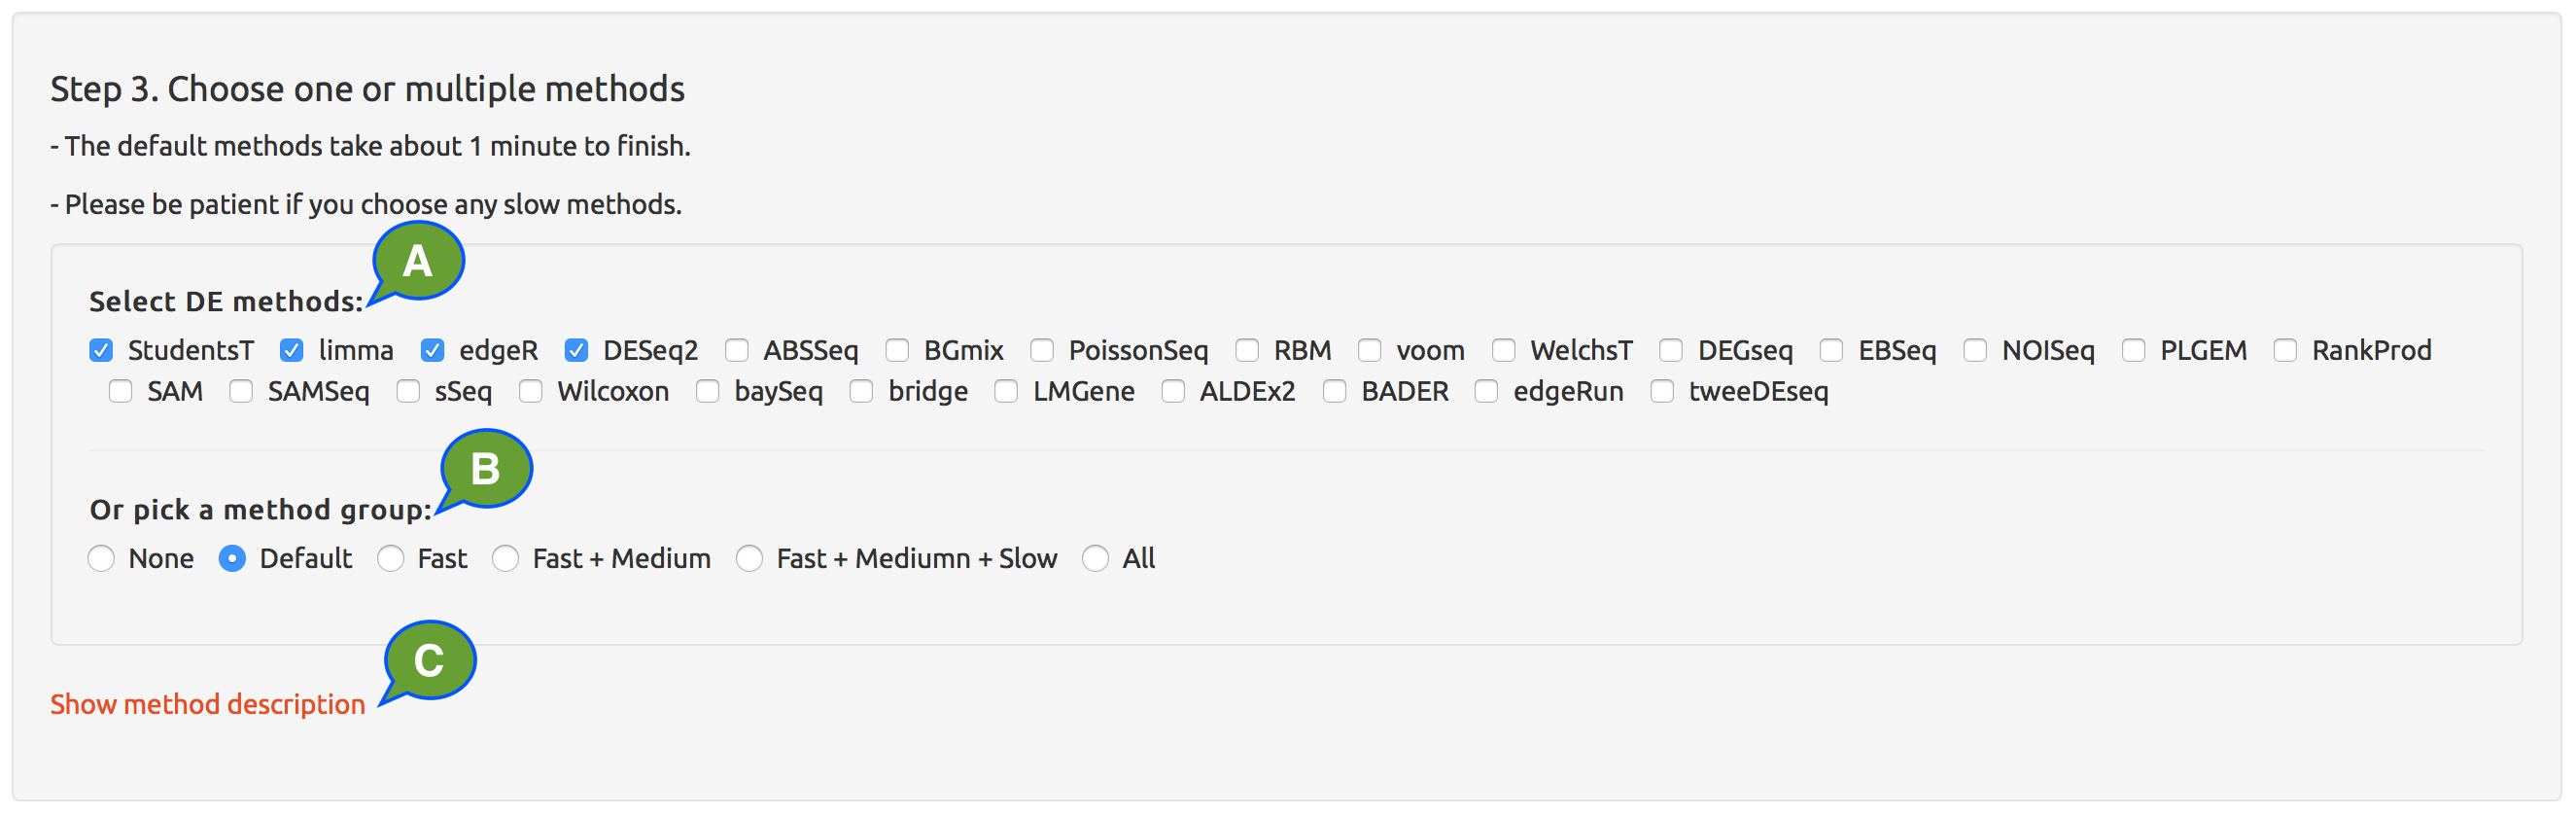 Step 3. Choose one or multiple methods
- The default methods take about 1 minute to finish.
- Please be patient if you choose any slow methods.
A
Select DE methods:
StudentsT limma edgeR DESeq2 ABSSeq BGmix PoissonSeq RBM voom WelchsT DEGseq EBSeq NOISeq PLGEM RankProd
SAM SAMSeq sSeq Wilcoxon baySeq bridge LMGene ALDEx2 BADER edgeRun tweeDEseq
B
Or pick a method group:
None Default Fast Fast + Medium Fast + Mediumn + Slow All
C
Show method description